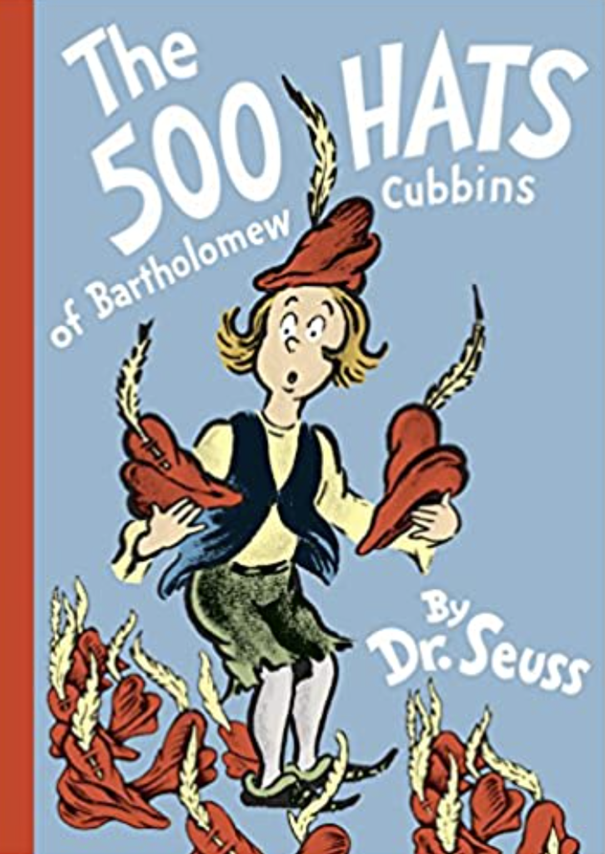 The
500 HATS
of Bartholomew Cubbins
By
Dr. Seuss